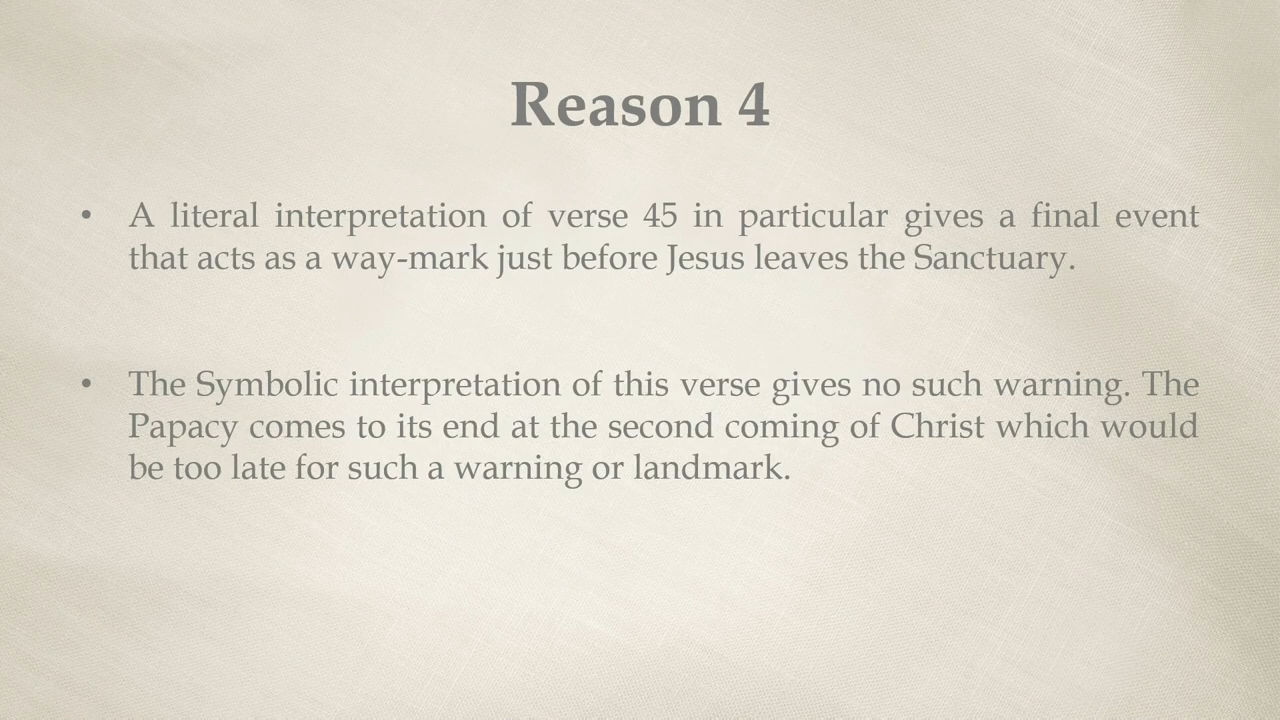 Reason 4
• A literal interpretation of verse 45 in particular gives a final event
that acts as a way-mark just before Jesus leaves the Sanctuary.
• The Symbolic interpretation of this verse gives no such warning. The
Papacy comes to its end at the second coming of Christ which would
be too late for such a warning or landmark.